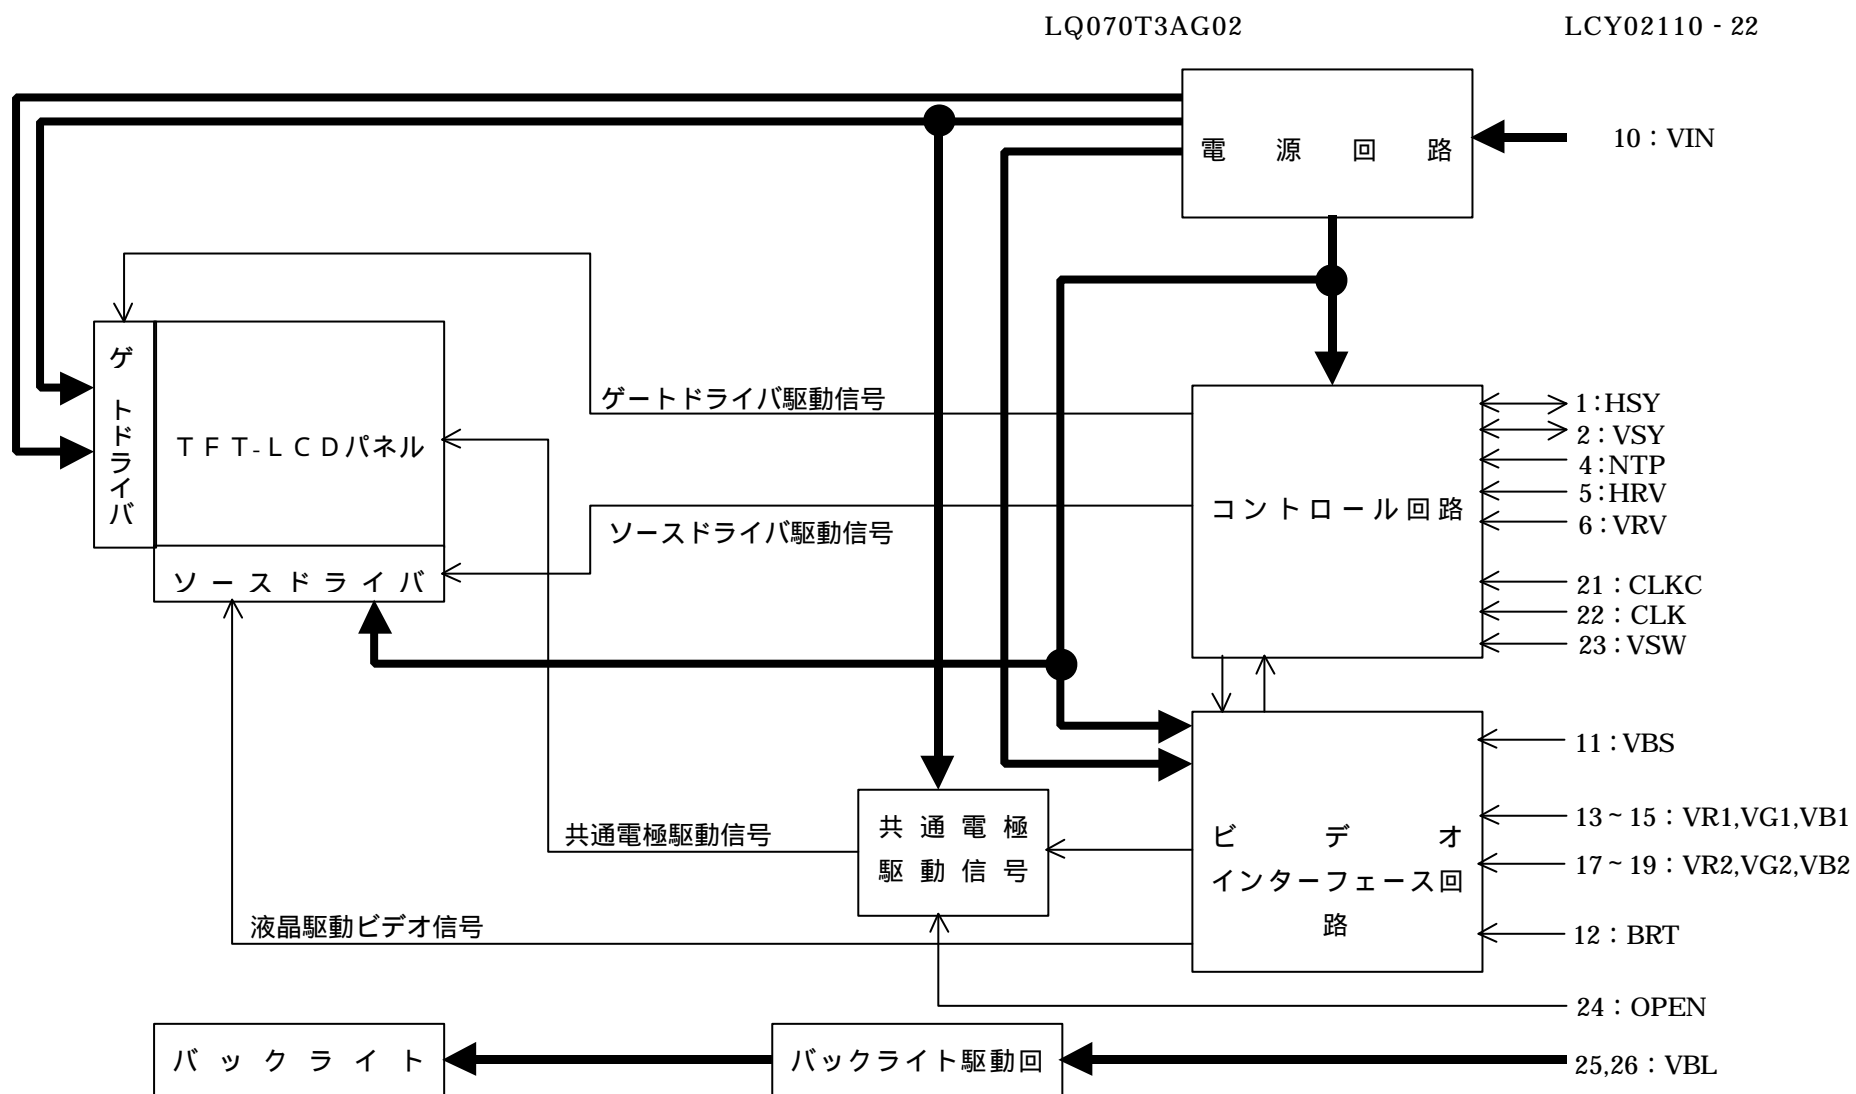 LQ070T3AG02 LCY02110 - 22
電源回路
10：VIN
ゲ トドライバ
TFT-LCDパネル
ソースドライバ
ゲートドライバ駆動信号
ソースドライバ駆動信号
コントロール回路
1：HSY
2：VSY
4：NTP
5：HRV
6：VRV
21：CLKC
22：CLK
23：VSW
共通電極駆動信号
共通電極
駆動信号
液晶駆動ビデオ信号
ビデオ
インターフェース回
路
11：VBS
13~15：VR1,VG1,VB1
17~19：VR2,VG2,VB2
12：BRT
24：OPEN
バックライト
バックライト駆動回
25,26：VBL